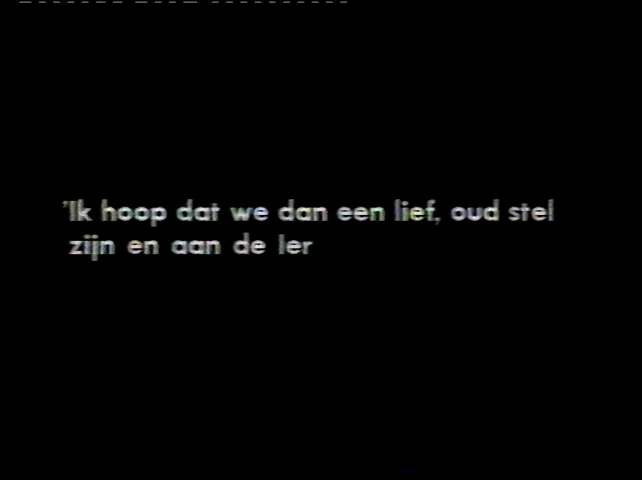 'Ik hoop dat we dan een lief, oud stel
zijn en aan de Ier